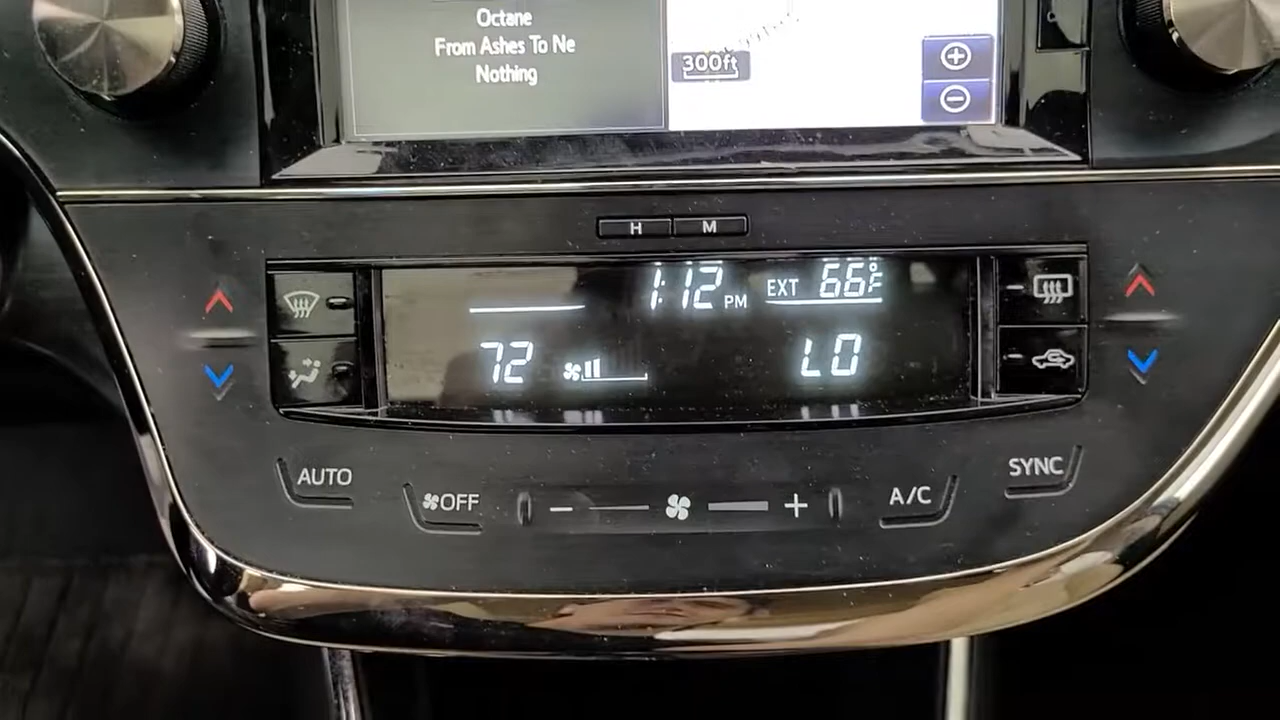 Octane
From Ashes To Ne
Nothing
300ft
H M
1:12 PM EXT 66°F
72 LO
AUTO
OFF
A/C
SYNC